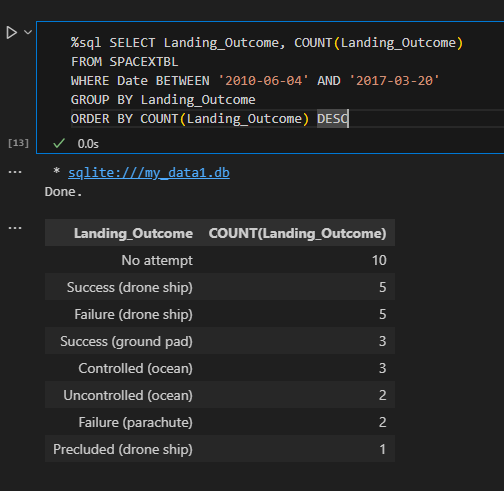 %sql SELECT Landing_Outcome, COUNT(Landing_Outcome)
FROM SPACEXTBL
WHERE Date BETWEEN '2010-06-04' AND '2017-03-20'
GROUP BY Landing_Outcome
ORDER BY COUNT(Landing_Outcome) DESC
[13] 0.0s
... * sqlite:///my_data1.db
Done.
...
Landing_Outcome COUNT(Landing_Outcome)
No attempt 10
Success (drone ship) 5
Failure (drone ship) 5
Success (ground pad) 3
Controlled (ocean) 3
Uncontrolled (ocean) 2
Failure (parachute) 2
Precluded (drone ship) 1